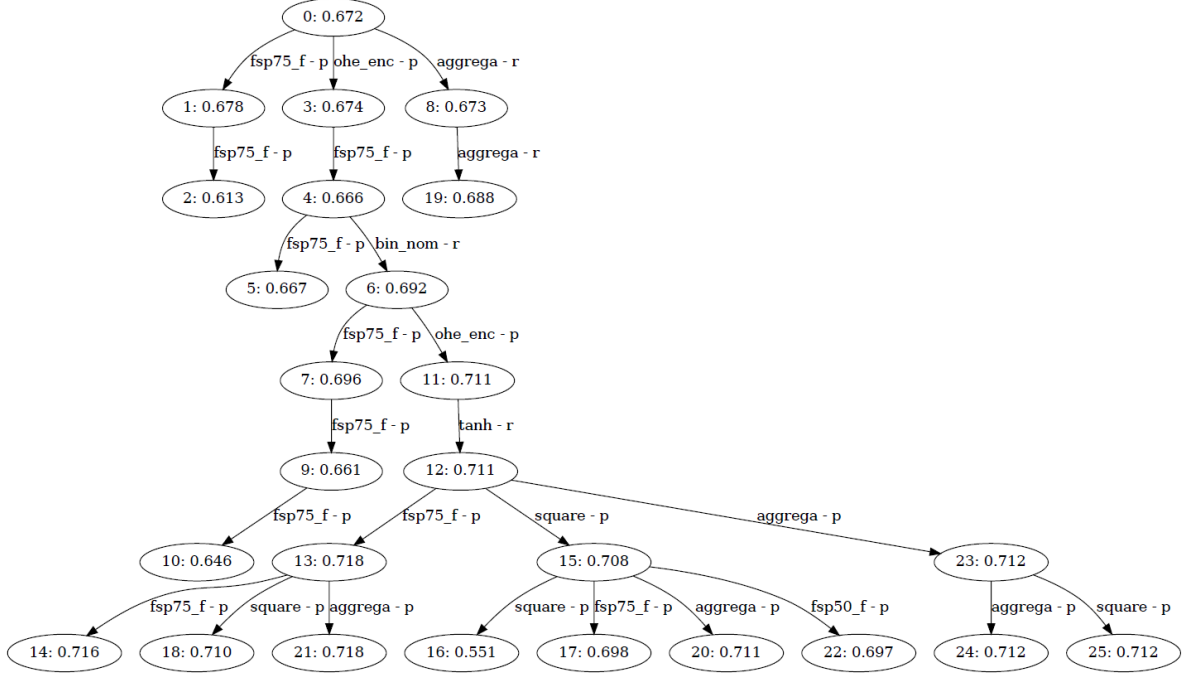 0: 0.672
fsp75_f - p ohe_enc - p aggrega - r
1: 0.678 3: 0.674 8: 0.673
fsp75_f - p fsp75_f - p aggrega - r
2: 0.613 4: 0.666 19: 0.688
fsp75_f - p bin_nom - r
5: 0.667 6: 0.692
fsp75_f - p ohe_enc - p
7: 0.696 11: 0.711
fsp75_f - p tanh - r
9: 0.661 12: 0.711
fsp75_f - p fsp75_f - p square - p aggrega - p
10: 0.646 13: 0.718 15: 0.708 23: 0.712
fsp75_f - p square - p aggrega - p square - p fsp75_f - p aggrega - p fsp50_f - p aggrega - p square - p
14: 0.716 18: 0.710 21: 0.718 16: 0.551 17: 0.698 20: 0.711 22: 0.697 24: 0.712 25: 0.712